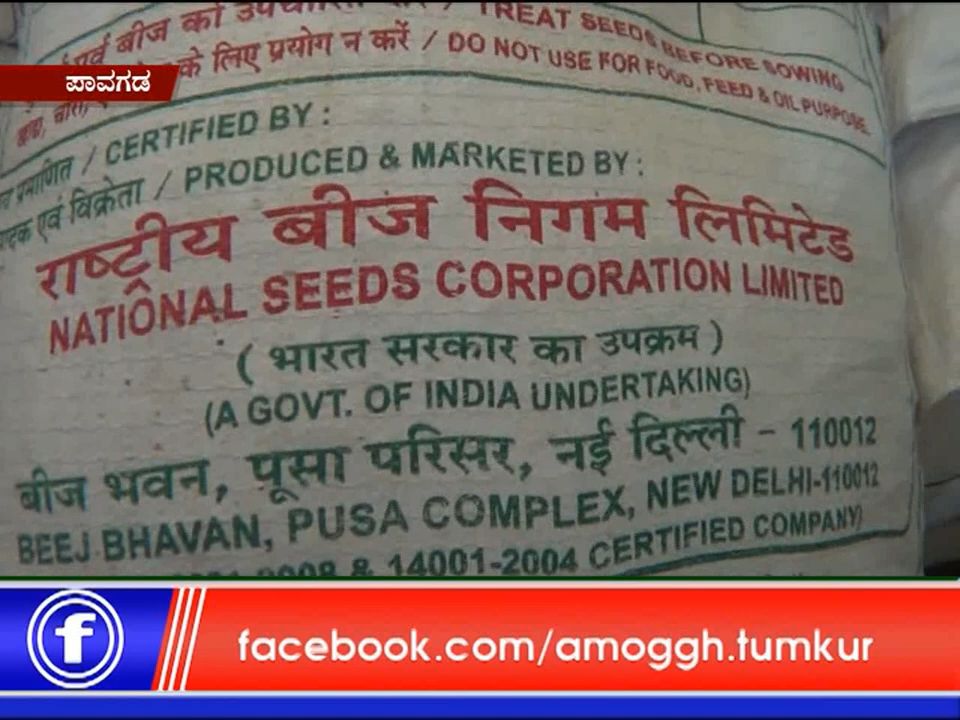 बीज को / TREAT SEEDS BEFORE SOWING
के लिए प्रयोग न करें / DO NOT USE FOR FOOD, FEED & OIL PURPOSE.
ಪಾವಗಡ
प्रमाणित / CERTIFIED BY :
एवं विक्रेता / PRODUCED & MARKETED BY :
राष्ट्रीय बीज निगम लिमिटेड
NATIONAL SEEDS CORPORATION LIMITED
( भारत सरकार का उपक्रम )
(A GOVT. OF INDIA UNDERTAKING)
बीज भवन, पूसा परिसर, नई दिल्ली - 110012
BEEJ BHAVAN, PUSA COMPLEX, NEW DELHI-110012
& 14001-2004 CERTIFIED COMPANY)
f
facebook.com/amoggh.tumkur